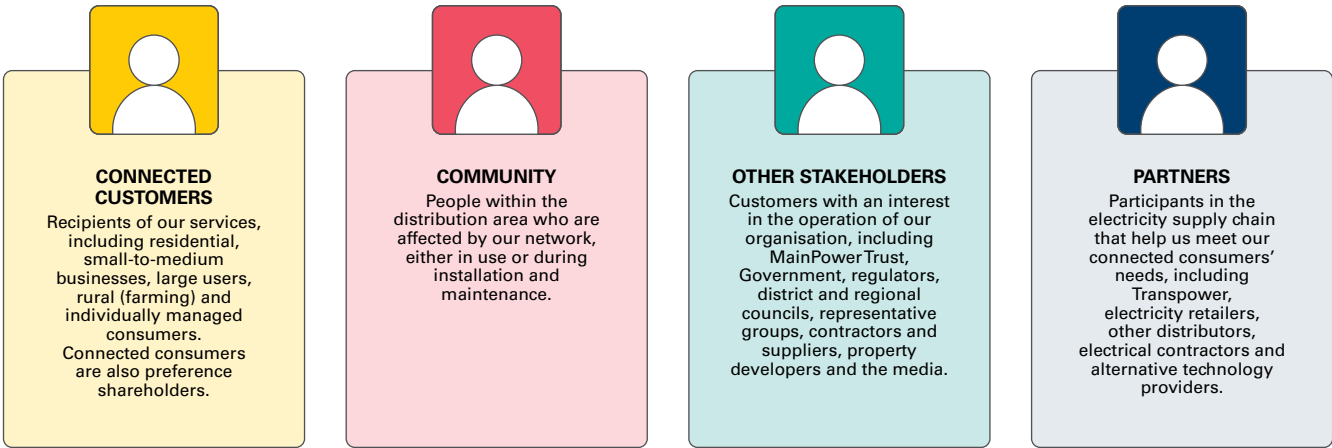 CONNECTED
CUSTOMERS
Recipients of our services,
including residential,
small-to-medium
businesses, large users,
rural (farming) and
individually managed
consumers.
Connected consumers
are also preference
shareholders.
COMMUNITY
People within the
distribution area who are
affected by our network,
either in use or during
installation and
maintenance.
OTHER STAKEHOLDERS
Customers with an interest
in the operation of our
organisation, including
MainPower Trust,
Government, regulators,
district and regional
councils, representative
groups, contractors and
suppliers, property
developers and the media.
PARTNERS
Participants in the
electricity supply chain
that help us meet our
connected consumers'
needs, including
Transpower,
electricity retailers,
other distributors,
electrical contractors and
alternative technology
providers.